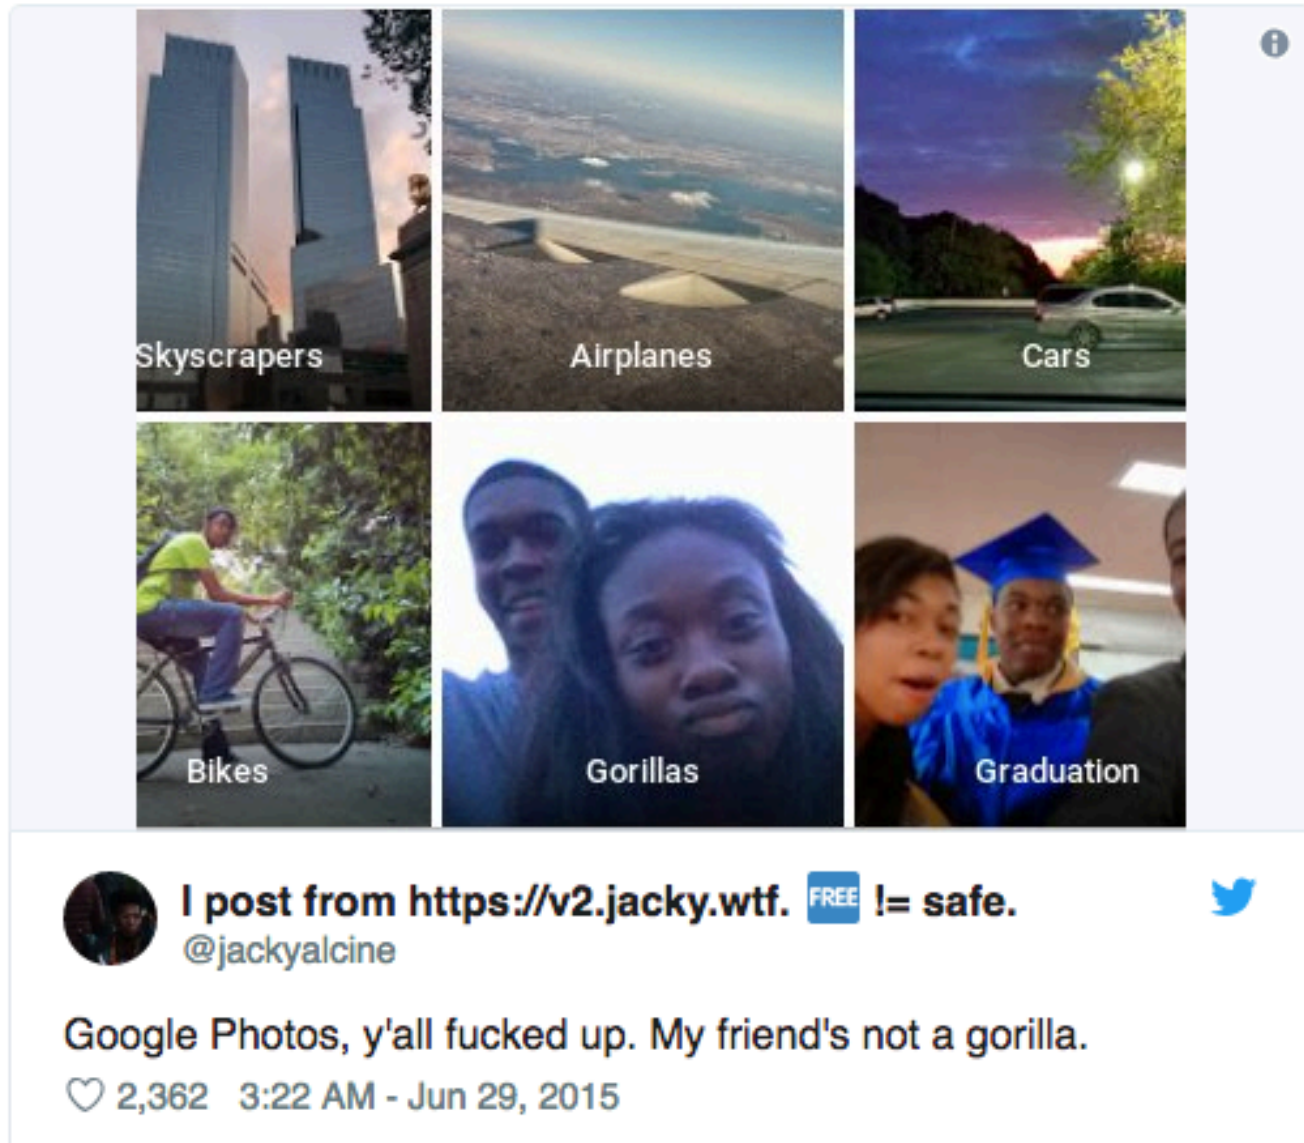 Skyscrapers
Airplanes
Cars
Bikes
Gorillas
Graduation
I post from https://v2.jacky.wtf. 🆓 != safe.
@jackyalcine
Google Photos, y'all fucked up. My friend's not a gorilla.
2,362 3:22 AM - Jun 29, 2015